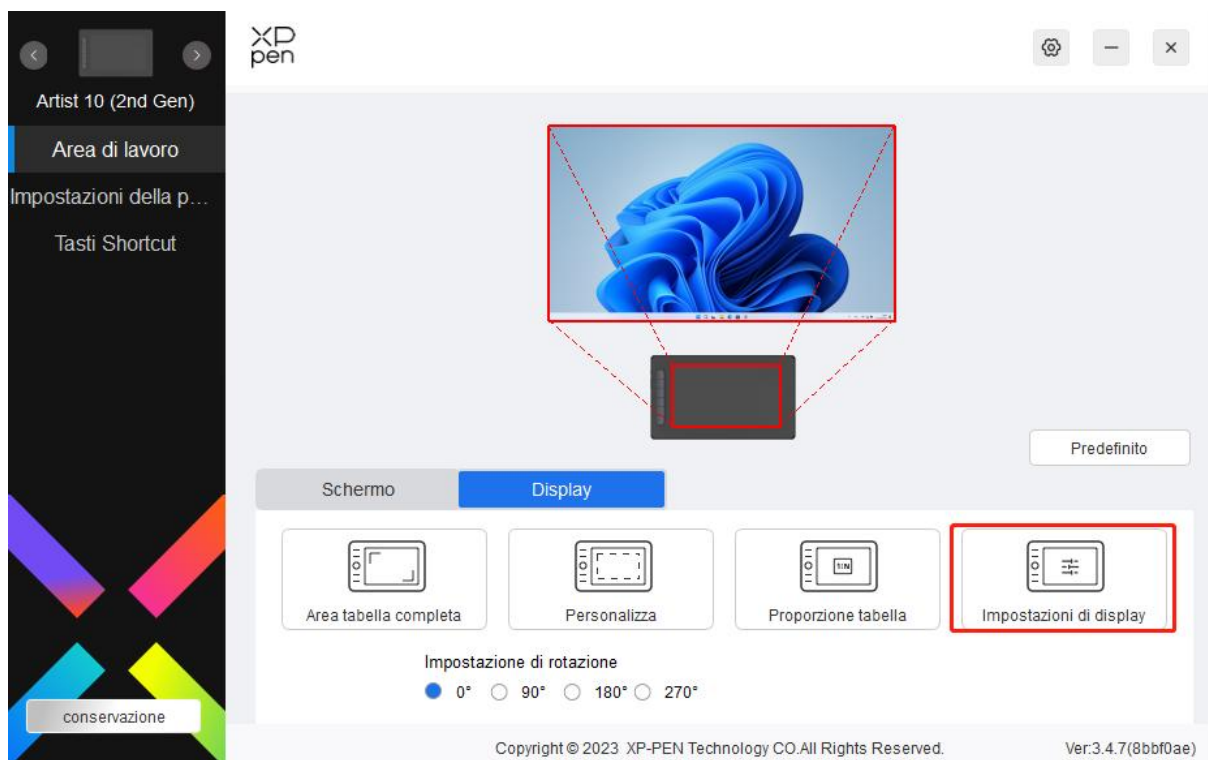 XP
pen
Artist 10 (2nd Gen)
Area di lavoro
Impostazioni della p...
Tasti Shortcut
Predefinito
Schermo
Display
Area tabella completa
Personalizza
Proporzione tabella
Impostazioni di display
Impostazione di rotazione
0° 90° 180° 270°
conservazione
Copyright © 2023 XP-PEN Technology CO.All Rights Reserved.
Ver:3.4.7(8bbf0ae)